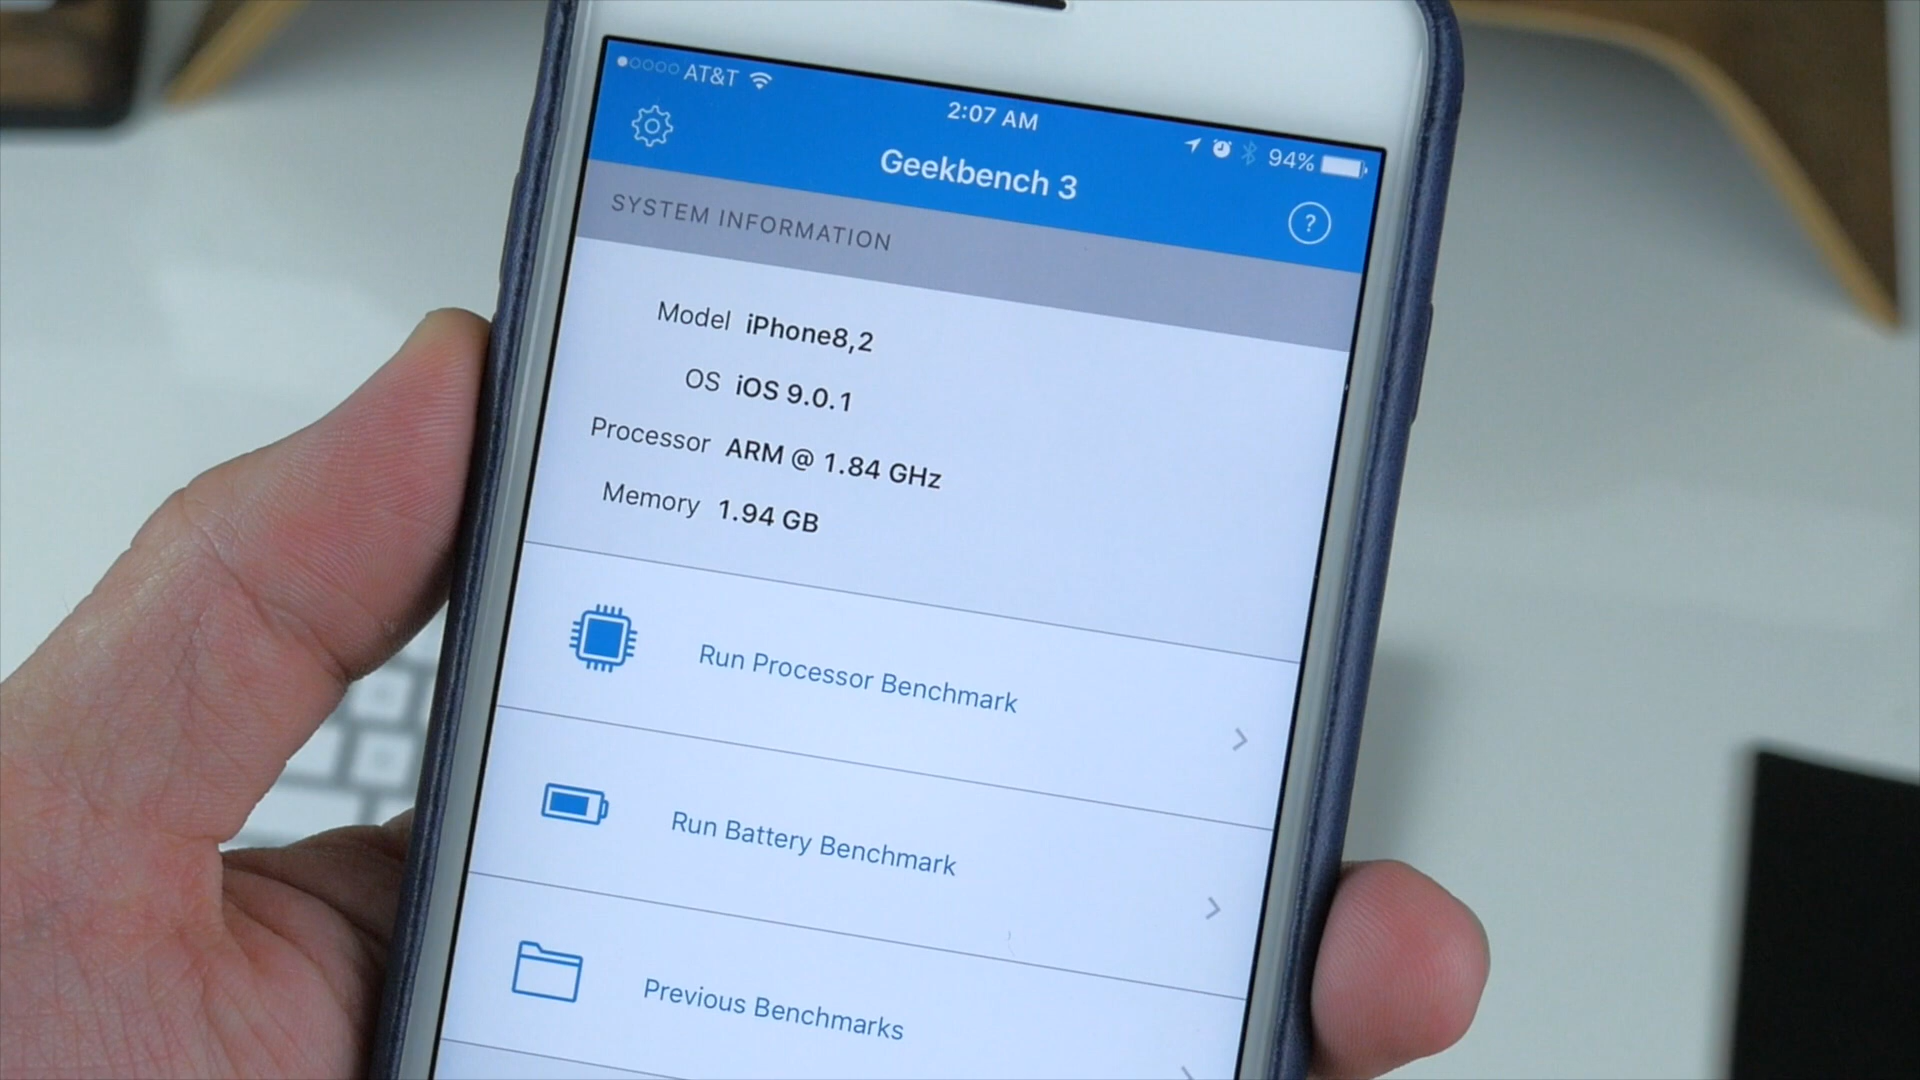 AT&T
2:07 AM
94%
Geekbench 3
?
SYSTEM INFORMATION
Model iPhone8,2
OS iOS 9.0.1
Processor ARM @ 1.84 GHz
Memory 1.94 GB
Run Processor Benchmark
Run Battery Benchmark
Previous Benchmarks